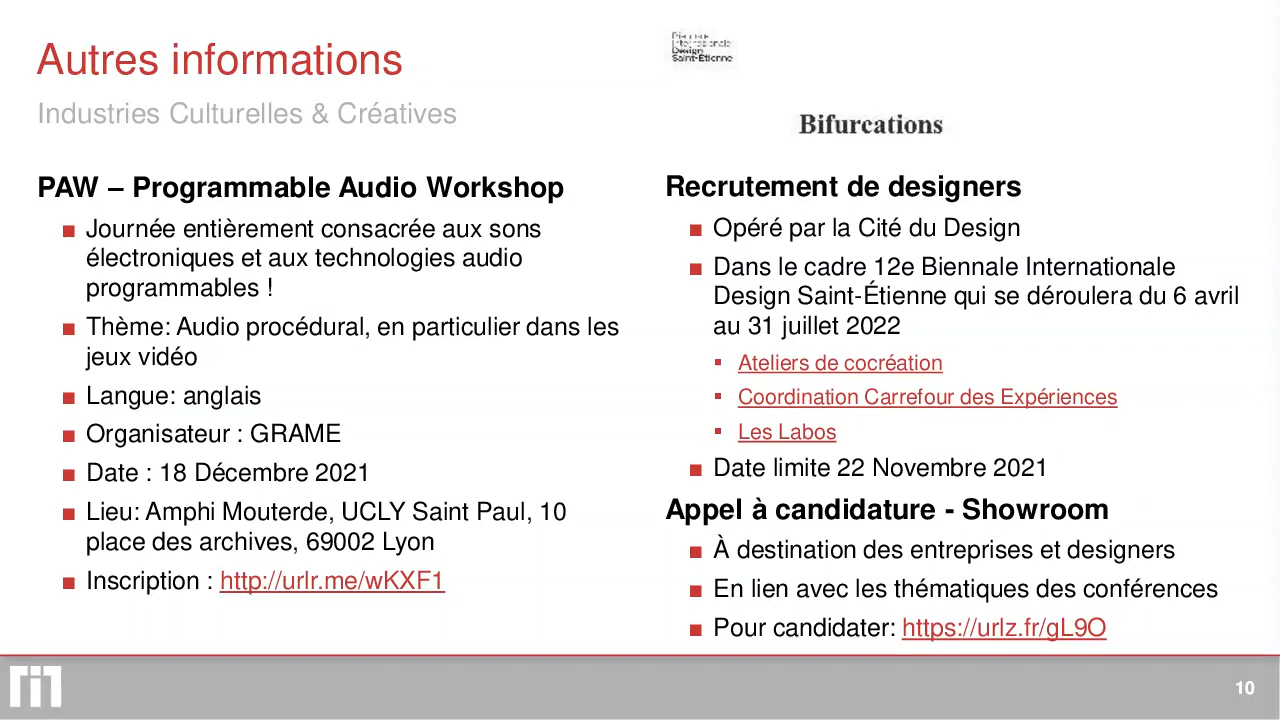 Autres informations
Industries Culturelles & Créatives
PAW – Programmable Audio Workshop
Journée entièrement consacrée aux sons
électroniques et aux technologies audio
programmables !
Thème: Audio procédural, en particulier dans les
jeux vidéo
Langue: anglais
Organisateur : GRAME
Date : 18 Décembre 2021
Lieu: Amphi Mouterde, UCLY Saint Paul, 10
place des archives, 69002 Lyon
Inscription : http://urlr.me/wKXF1
Biennale
Internationale
Design
Saint-Étienne
Bifurcations
Recrutement de designers
Opéré par la Cité du Design
Dans le cadre 12e Biennale Internationale
Design Saint-Étienne qui se déroulera du 6 avril
au 31 juillet 2022
Ateliers de cocréation
Coordination Carrefour des Expériences
Les Labos
Date limite 22 Novembre 2021
Appel à candidature - Showroom
À destination des entreprises et designers
En lien avec les thématiques des conférences
Pour candidater: https://urlz.fr/gL9O
10